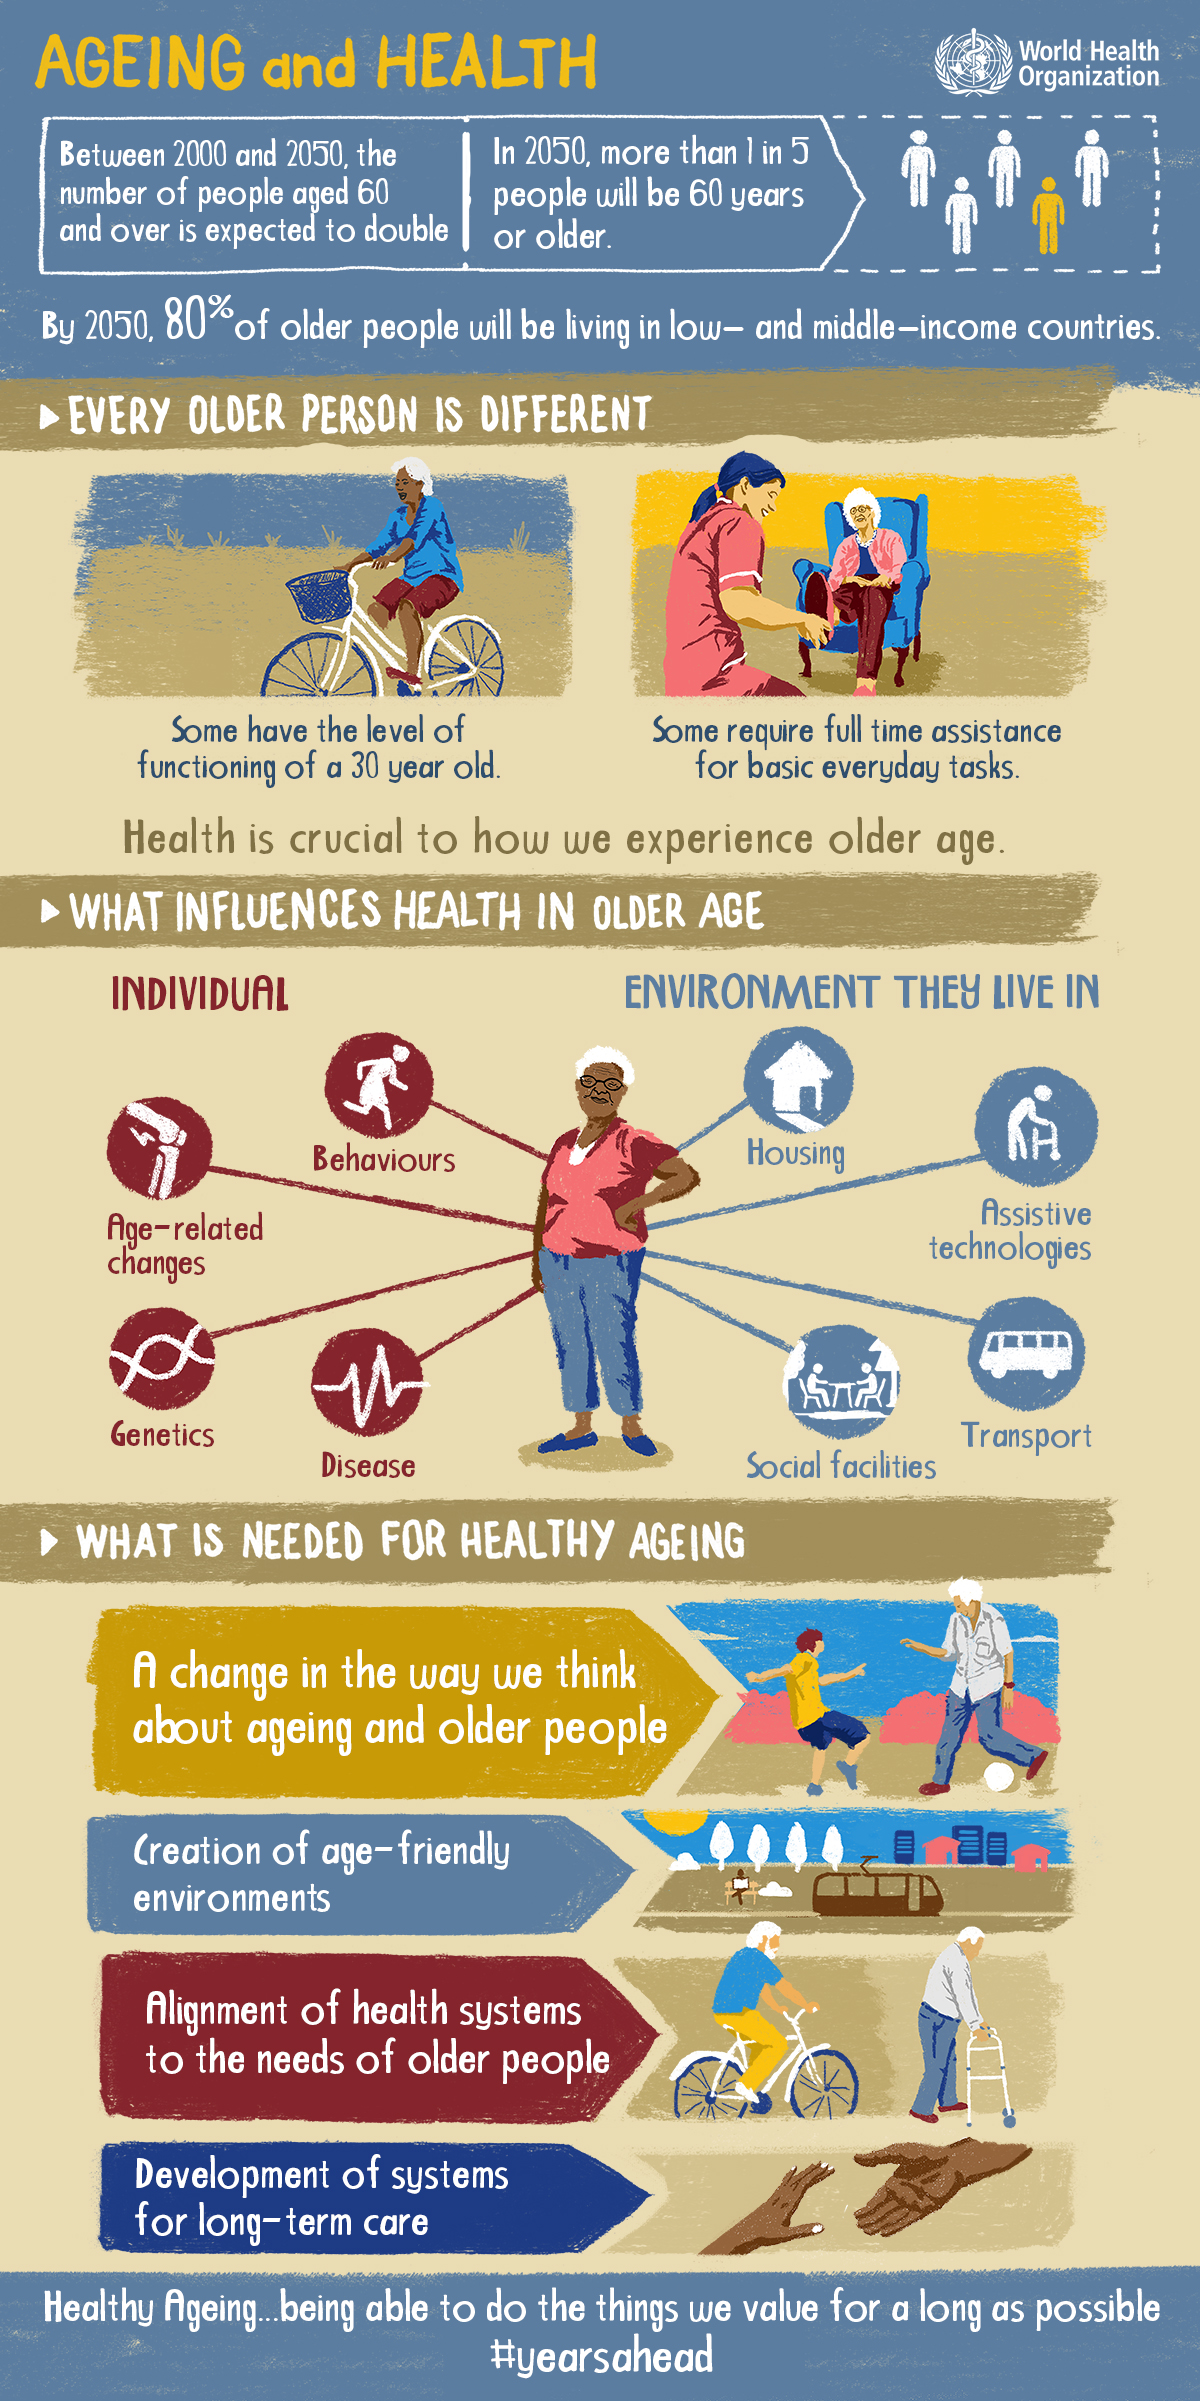 AGEING and HEALTH
World Health
Organization
Between 2000 and 2050, the
number of people aged 60
and over is expected to double
In 2050, more than 1 in 5
people will be 60 years
or older.
By 2050, 80% of older people will be living in low- and middle-income countries.
EVERY OLDER PERSON IS DIFFERENT
Some have the level of
functioning of a 30 year old.
Some require full time assistance
for basic everyday tasks.
Health is crucial to how we experience older age.
WHAT INFLUENCES HEALTH IN OLDER AGE
INDIVIDUAL
ENVIRONMENT THEY LIVE IN
Behaviours
Age-related
changes
Genetics
Disease
Housing
Assistive
technologies
Transport
Social facilities
WHAT IS NEEDED FOR HEALTHY AGEING
A change in the way we think
about ageing and older people
Creation of age-friendly
environments
Alignment of health systems
to the needs of older people
Development of systems
for long-term care
Healthy Ageing...being able to do the things we value for a long as possible
#yearsahead